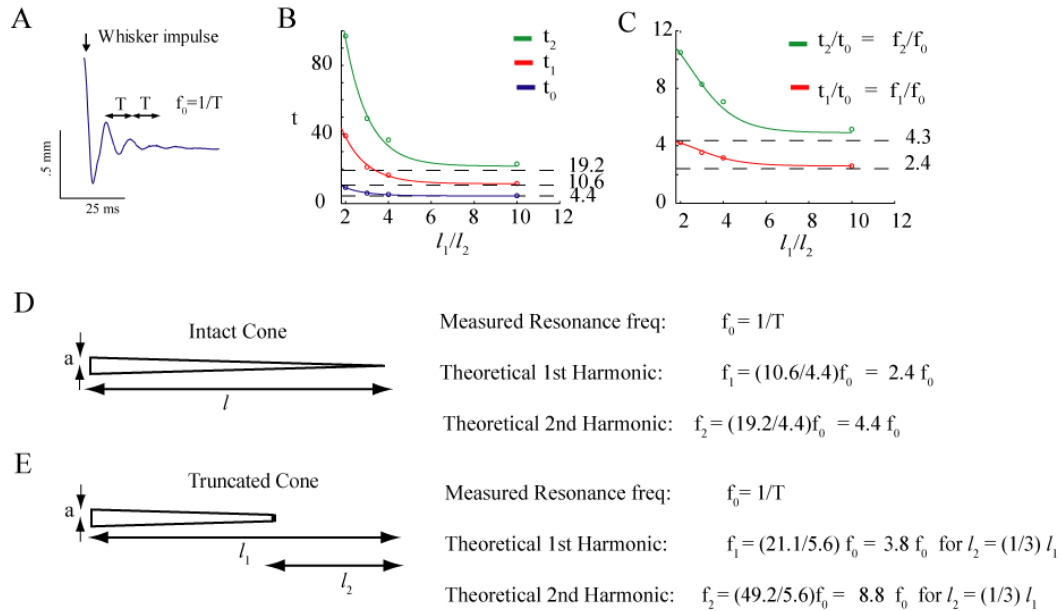 A
Whisker impulse
T T f₀=1/T
.5 mm
25 ms
B
t₂
t₁
t₀
80
40
0
t
19.2
10.6
4.4
2 4 6 8 10 12
l₁/l₂
C
t₂/t₀ = f₂/f₀
t₁/t₀ = f₁/f₀
12
8
4
0
4.3
2.4
2 4 6 8 10 12
l₁/l₂
D
Intact Cone
a
l
Measured Resonance freq: f₀ = 1/T
Theoretical 1st Harmonic: f₁ = (10.6/4.4)f₀ = 2.4 f₀
Theoretical 2nd Harmonic: f₂ = (19.2/4.4)f₀ = 4.4 f₀
E
Truncated Cone
a
l₁
l₂
Measured Resonance freq: f₀ = 1/T
Theoretical 1st Harmonic: f₁ = (21.1/5.6) f₀ = 3.8 f₀ for l₂ = (1/3) l₁
Theoretical 2nd Harmonic: f₂ = (49.2/5.6)f₀ = 8.8 f₀ for l₂ = (1/3) l₁